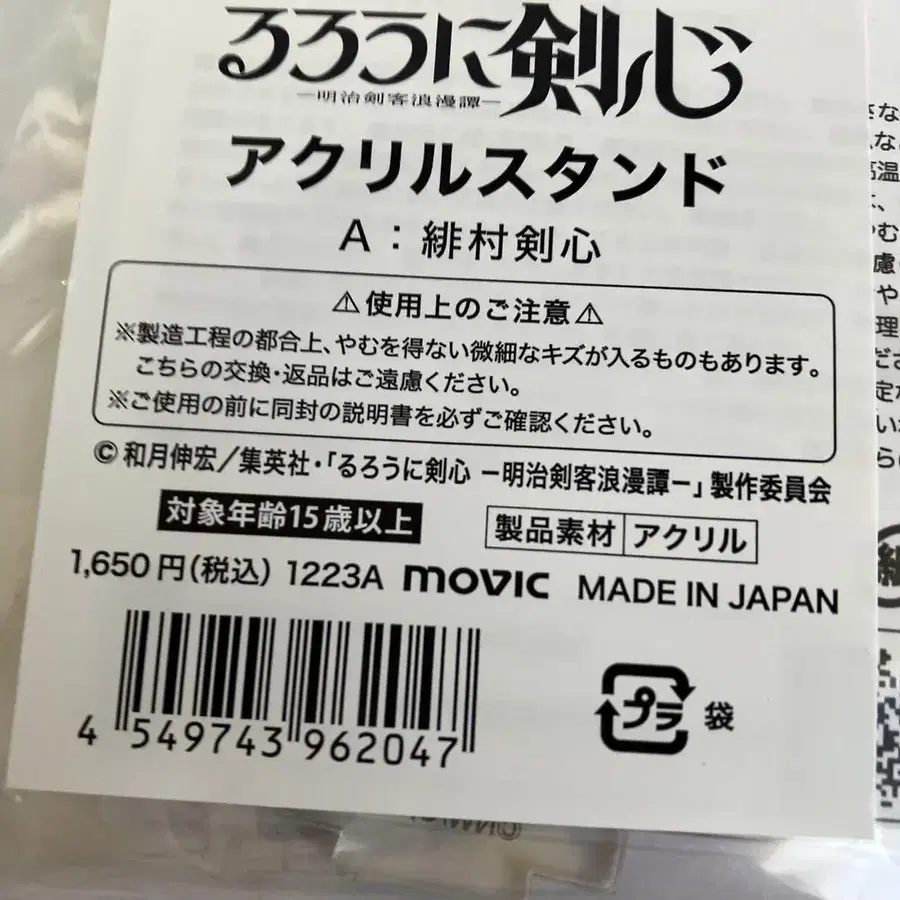 るろうに剣心
―明治剣客浪漫譚―
アクリルスタンド
A：緋村剣心
⚠使用上のご注意⚠
※製造工程の都合上、やむを得ない微細なキズが入るものもあります。
こちらの交換・返品はご遠慮ください。
※ご使用の前に同封の説明書を必ずご確認ください。
© 和月伸宏／集英社・「るろうに剣心 －明治剣客浪漫譚－」製作委員会
対象年齢15歳以上
製品素材 アクリル
1,650円(税込) 1223A movic MADE IN JAPAN
4 549743 962047
プラ 袋